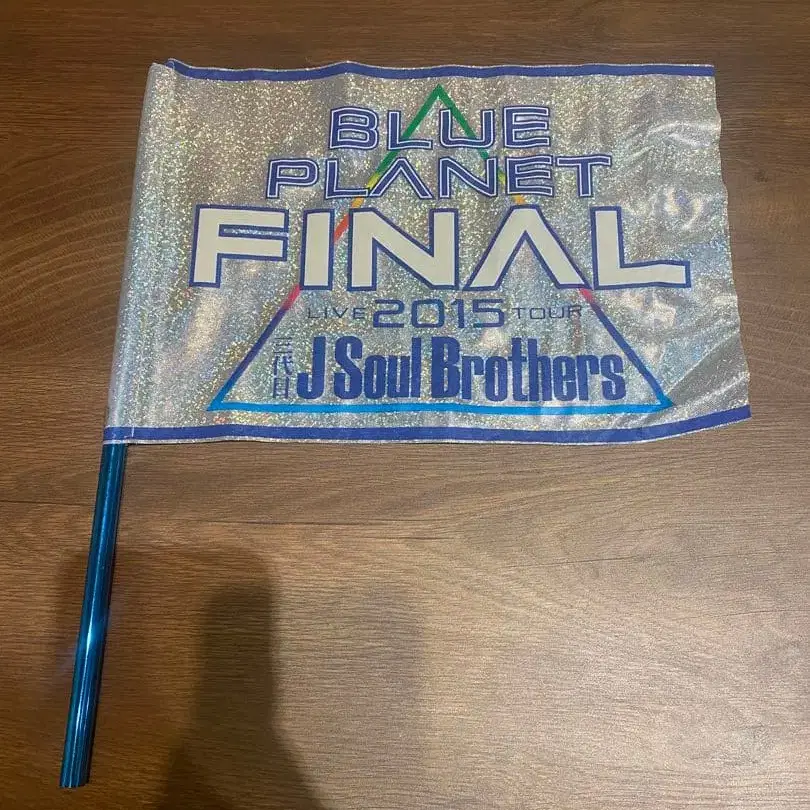 BLUE
PLANET
FINAL
LIVE 2015 TOUR
三代目 J Soul Brothers